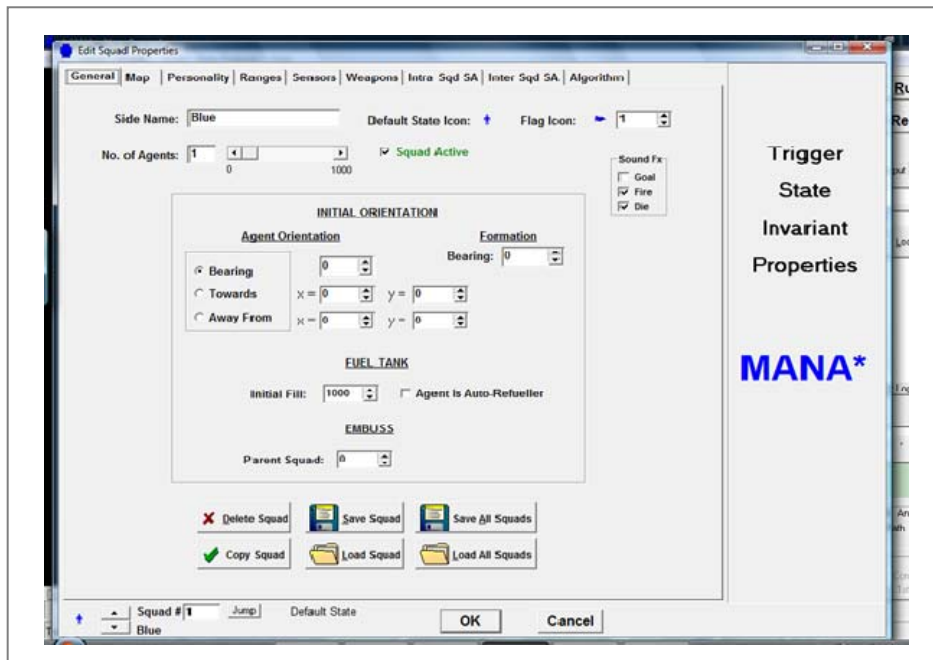 Edit Squad Properties
General Map Personality Ranges Sensors Weapons Intra Sqd SA Inter Sqd SA Algorithm
Side Name: Blue Default State Icon: Flag Icon: 1
No. of Agents: 1 Squad Active
0 1000
Sound Fx
Goal
Fire
Die
INITIAL ORIENTATION
Agent Orientation Formation
Bearing: 0
Bearing 0
Towards x = 0 y = 0
Away From x = 0 y = 0
FUEL TANK
Initial Fill: 1000 Agent Is Auto-Refueller
EMBUSS
Parent Squad: 0
Delete Squad Save Squad Save All Squads
Copy Squad Load Squad Load All Squads
Squad # 1 Jump Default State
Blue
OK Cancel
Trigger
State
Invariant
Properties
MANA*